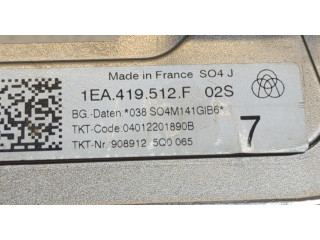 Made in France SO4 J
1EA.419.512.F 02S
BG.-Daten:*038 SO4M141GIB6*
TKT-Code:04012201890B
TKT-Nr. 908912 5Q0 065
7